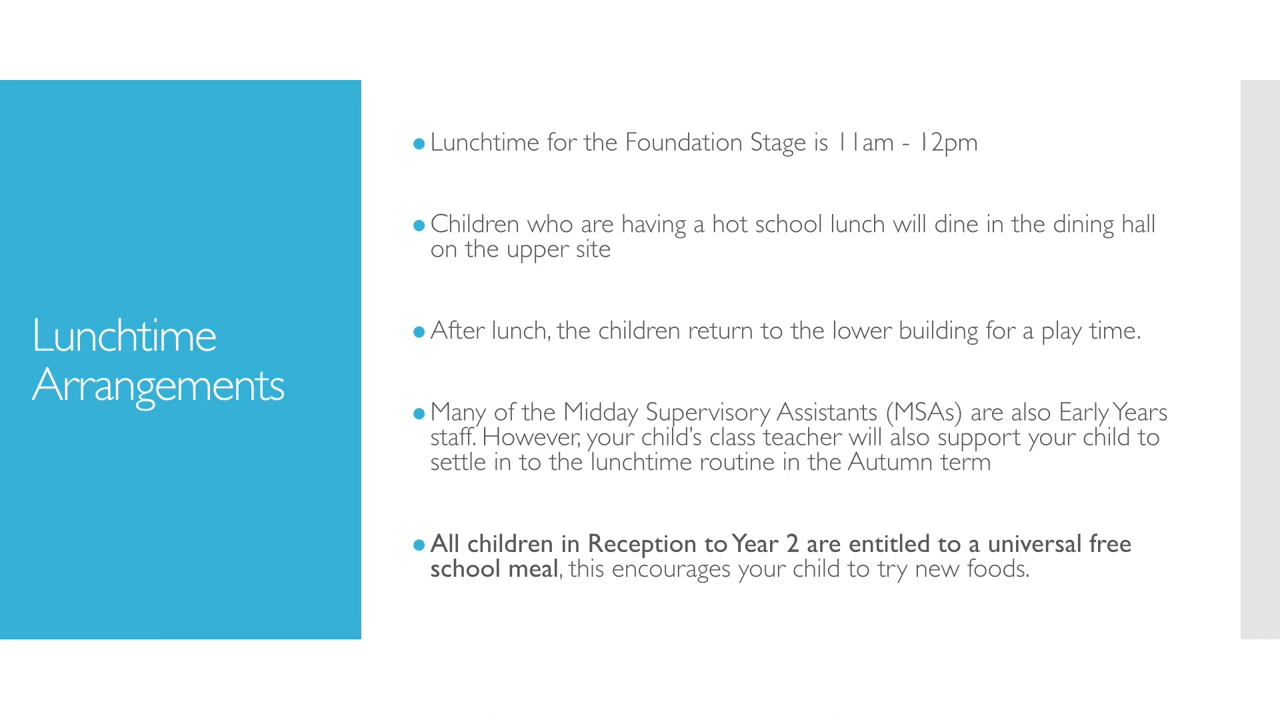 Lunchtime
Arrangements
●Lunchtime for the Foundation Stage is 11am - 12pm
●Children who are having a hot school lunch will dine in the dining hall
on the upper site
●After lunch, the children return to the lower building for a play time.
●Many of the Midday Supervisory Assistants (MSAs) are also Early Years
staff. However, your child’s class teacher will also support your child to
settle in to the lunchtime routine in the Autumn term
●All children in Reception to Year 2 are entitled to a universal free
school meal, this encourages your child to try new foods.